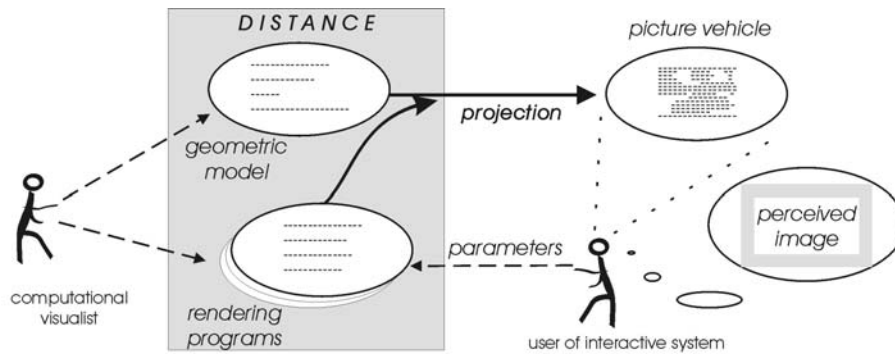 DISTANCE
picture vehicle
geometric
model
projection
perceived
image
parameters
computational
visualist
rendering
programs
user of interactive system